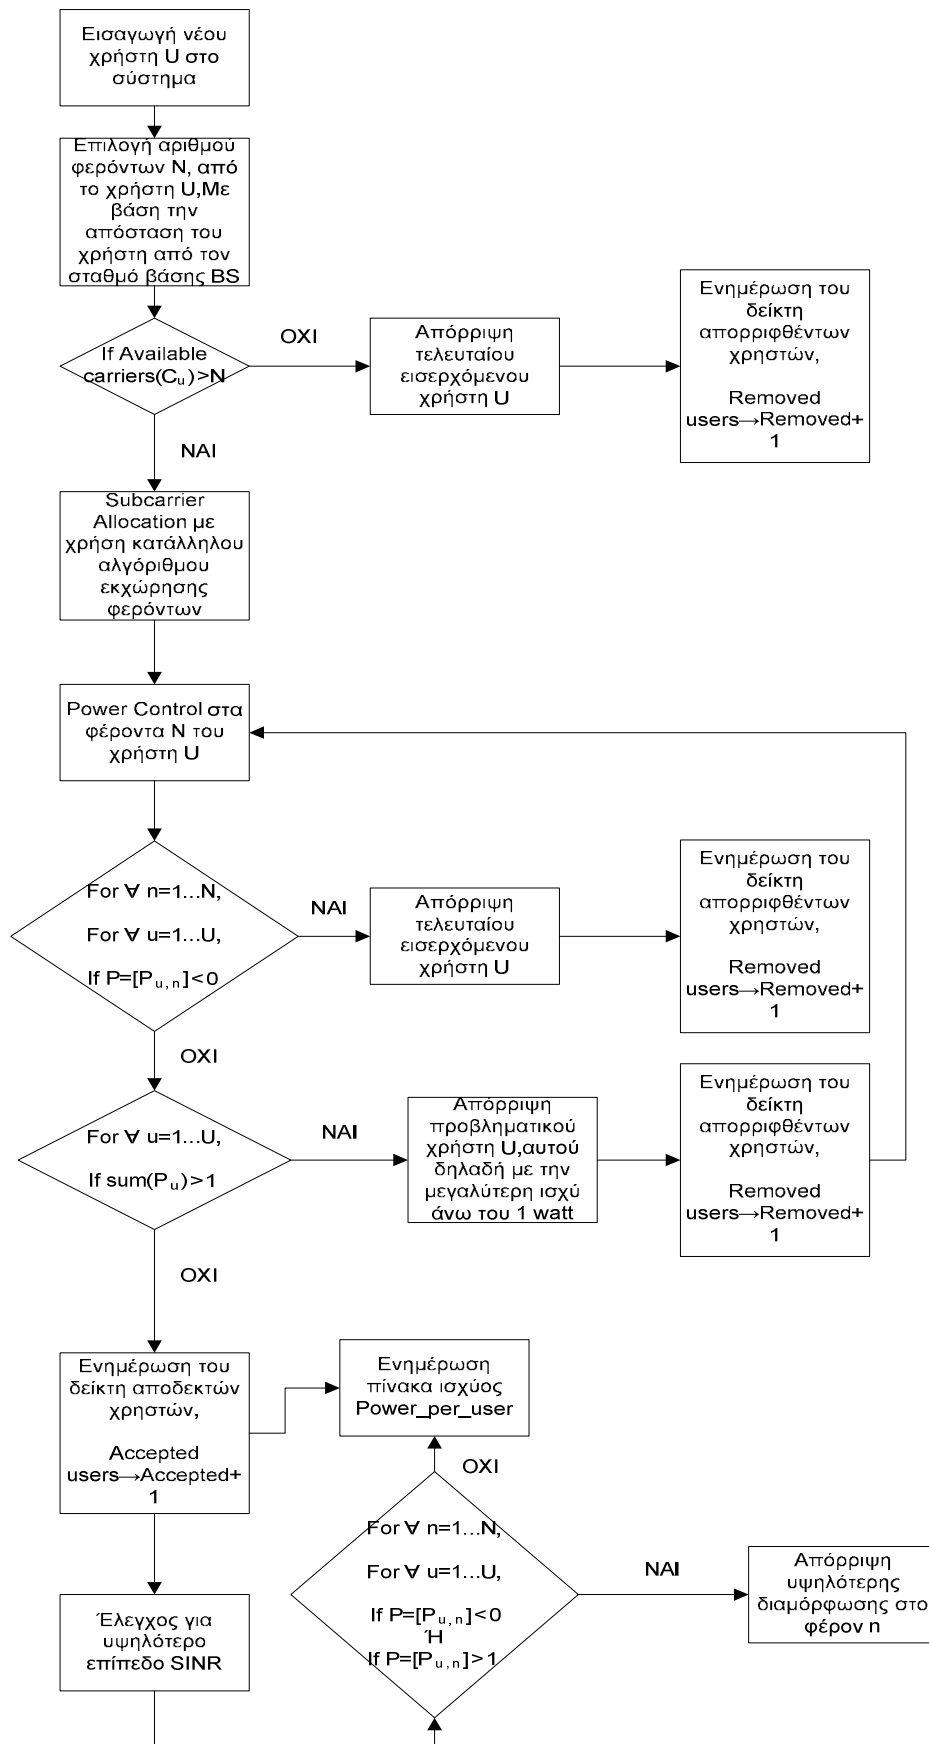 Εισαγωγή νέου
χρήστη U στο
σύστημα
Επιλογή αριθμού
φερόντων N, από
το χρήστη U,Με
βάση την
απόσταση του
χρήστη από τον
σταθμό βάσης BS
If Available
carriers(Cu)>N
ΟΧΙ
Απόρριψη
τελευταίου
εισερχόμενου
χρήστη U
Ενημέρωση του
δείκτη
απορριφθέντων
χρηστών,
Removed
users→Removed+
1
ΝΑΙ
Subcarrier
Allocation με
χρήση κατάλληλου
αλγόριθμου
εκχώρησης
φερόντων
Power Control στα
φέροντα N του
χρήστη U
For ∀ n=1...N,
For ∀ u=1...U,
If P=[Pu,n]<0
ΝΑΙ
Απόρριψη
τελευταίου
εισερχόμενου
χρήστη U
Ενημέρωση του
δείκτη
απορριφθέντων
χρηστών,
Removed
users→Removed+
1
ΟΧΙ
For ∀ u=1...U,
If sum(Pu)>1
ΝΑΙ
Απόρριψη
προβληματικού
χρήστη U,αυτού
δηλαδή με την
μεγαλύτερη ισχύ
άνω του 1 watt
Ενημέρωση του
δείκτη
απορριφθέντων
χρηστών,
Removed
users→Removed+
1
ΟΧΙ
Ενημέρωση του
δείκτη αποδεκτών
χρηστών,
Accepted
users→Accepted+
1
Ενημέρωση
πίνακα ισχύος
Power_per_user
ΟΧΙ
For ∀ n=1...N,
For ∀ u=1...U,
If P=[Pu,n]<0
Ή
If P=[Pu,n]>1
ΝΑΙ
Απόρριψη
υψηλότερης
διαμόρφωσης στο
φέρον n
Έλεγχος για
υψηλότερο
επίπεδο SINR